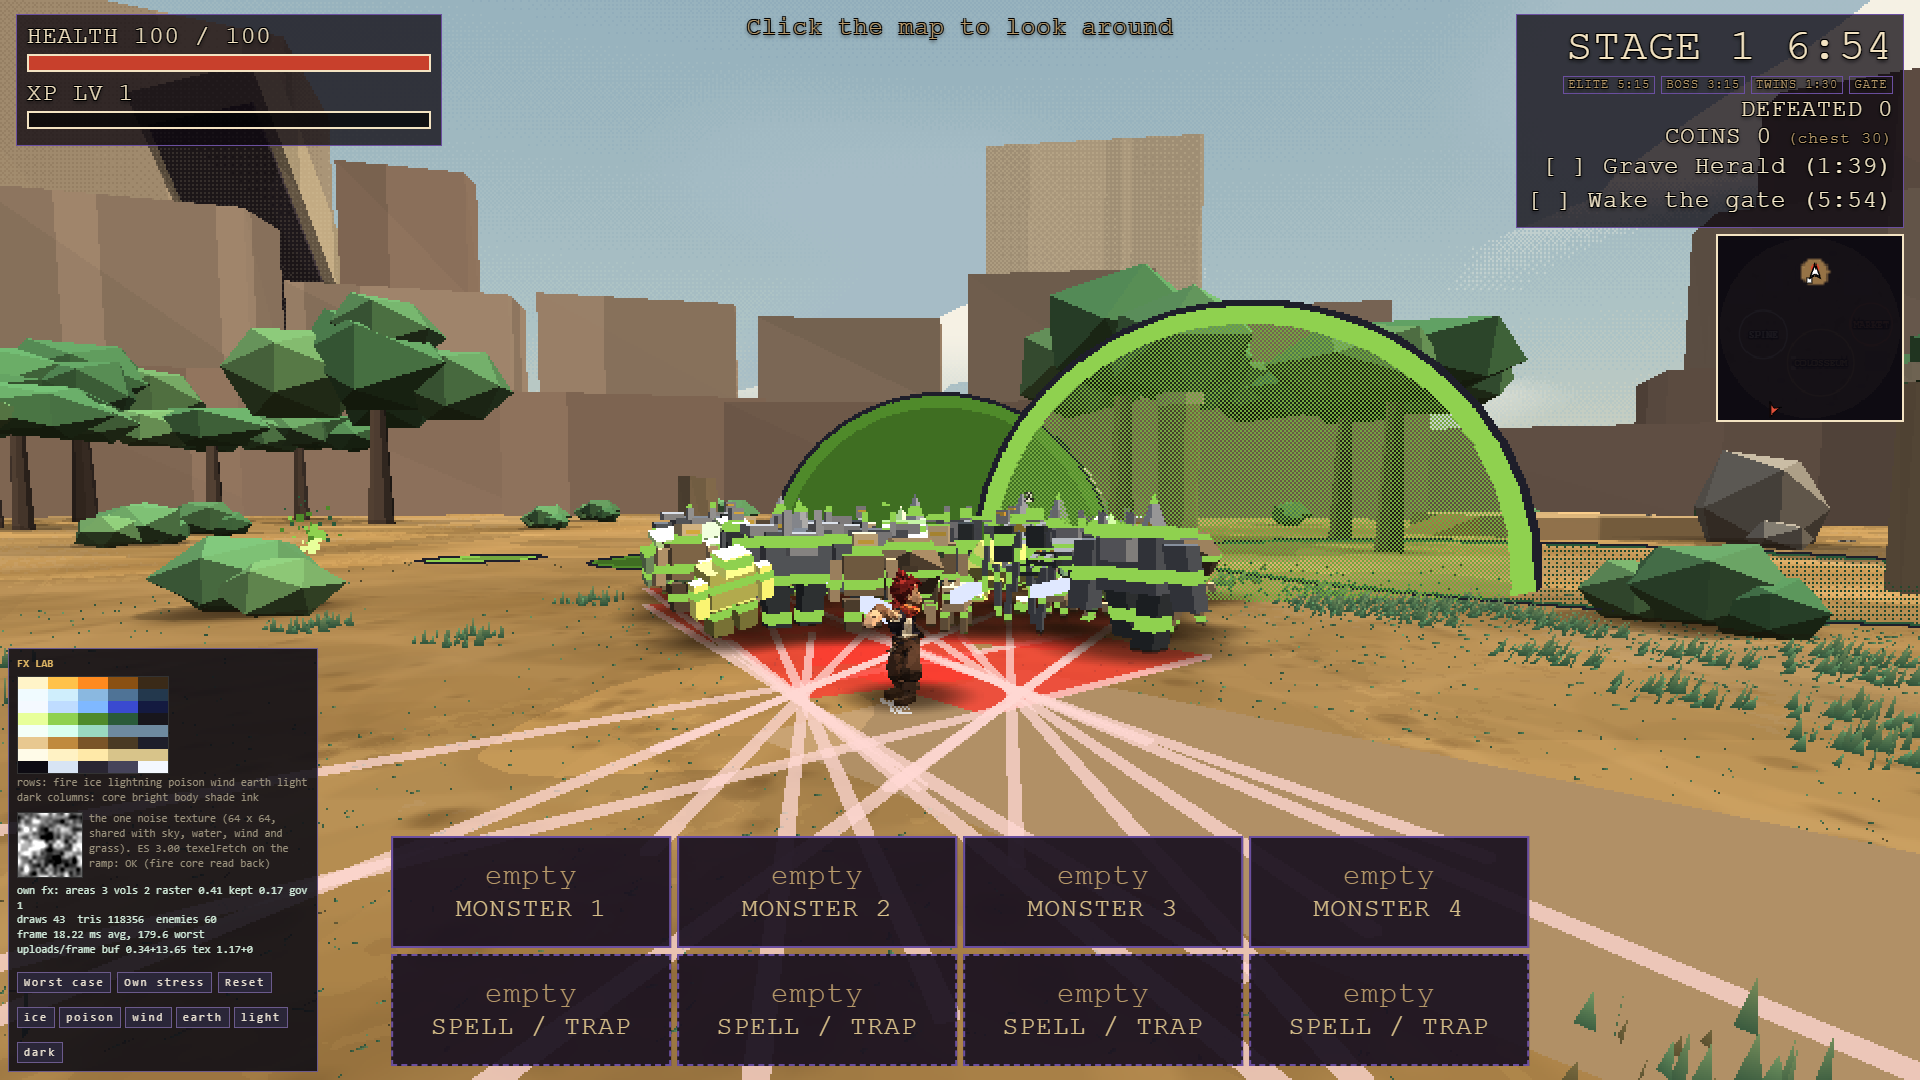 HEALTH 100 / 100
XP LV 1
Click the map to look around
STAGE 1 6:54
ELITE 5:15 BOSS 3:15 TWINS 1:30 GATE
DEFEATED 0
COINS 0 (chest 30)
[ ] Grave Herald (1:39)
[ ] Wake the gate (5:54)
FX LAB
rows: fire ice lightning poison wind earth light
dark columns: core bright body shade ink
the one noise texture (64 x 64,
shared with sky, water, wind and
grass). ES 3.00 texelFetch on the
ramp: OK (fire core read back)
own fx: areas 3 vols 2 raster 0.41 kept 0.17 gov
1
draws 43 tris 118356 enemies 60
frame 18.22 ms avg, 179.6 worst
uploads/frame buf 0.34+13.65 tex 1.17+0
Worst case Own stress Reset
ice poison wind earth light
dark
empty empty empty empty
MONSTER 1 MONSTER 2 MONSTER 3 MONSTER 4
empty empty empty empty
SPELL / TRAP SPELL / TRAP SPELL / TRAP SPELL / TRAP